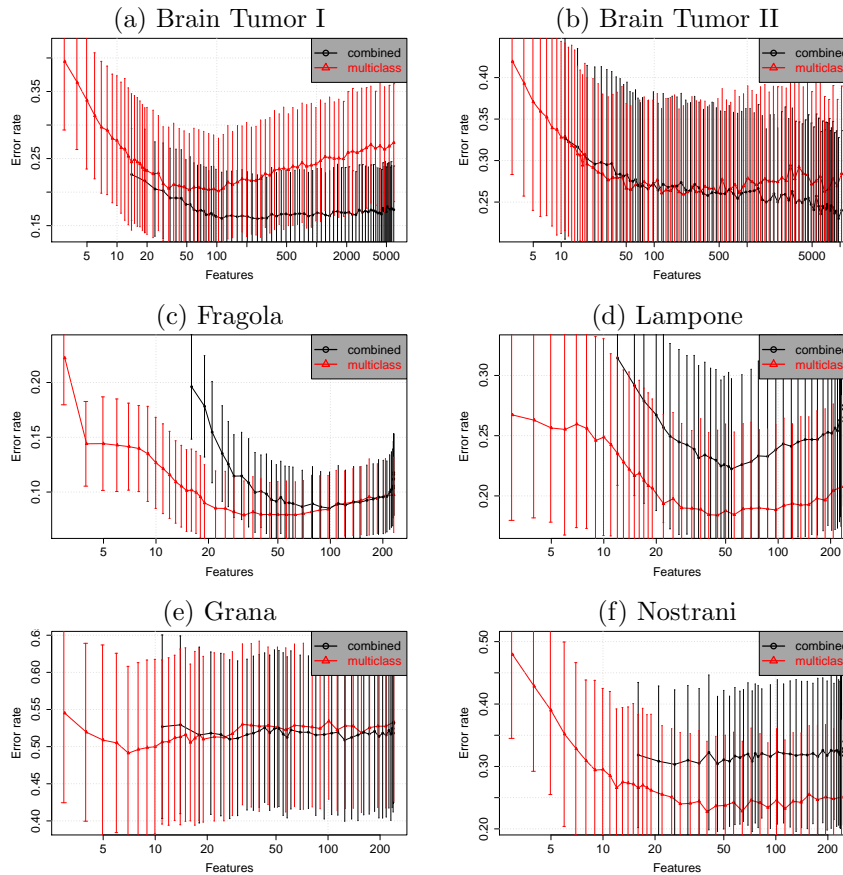 (a) Brain Tumor I
(b) Brain Tumor II
combined
multiclass
combined
multiclass
Error rate
0.15
0.25
0.35
Error rate
0.25
0.30
0.35
0.40
5 10 20 50 100 500 2000 5000
5 10 50 100 500 5000
Features
Features
(c) Fragola
(d) Lampone
combined
multiclass
combined
multiclass
Error rate
0.10
0.15
0.20
Error rate
0.20
0.25
0.30
5 10 20 50 100 200
5 10 20 50 100 200
Features
Features
(e) Grana
(f) Nostrani
combined
multiclass
combined
multiclass
Error rate
0.40
0.45
0.50
0.55
0.60
Error rate
0.20
0.30
0.40
0.50
5 10 20 50 100 200
5 10 20 50 100 200
Features
Features